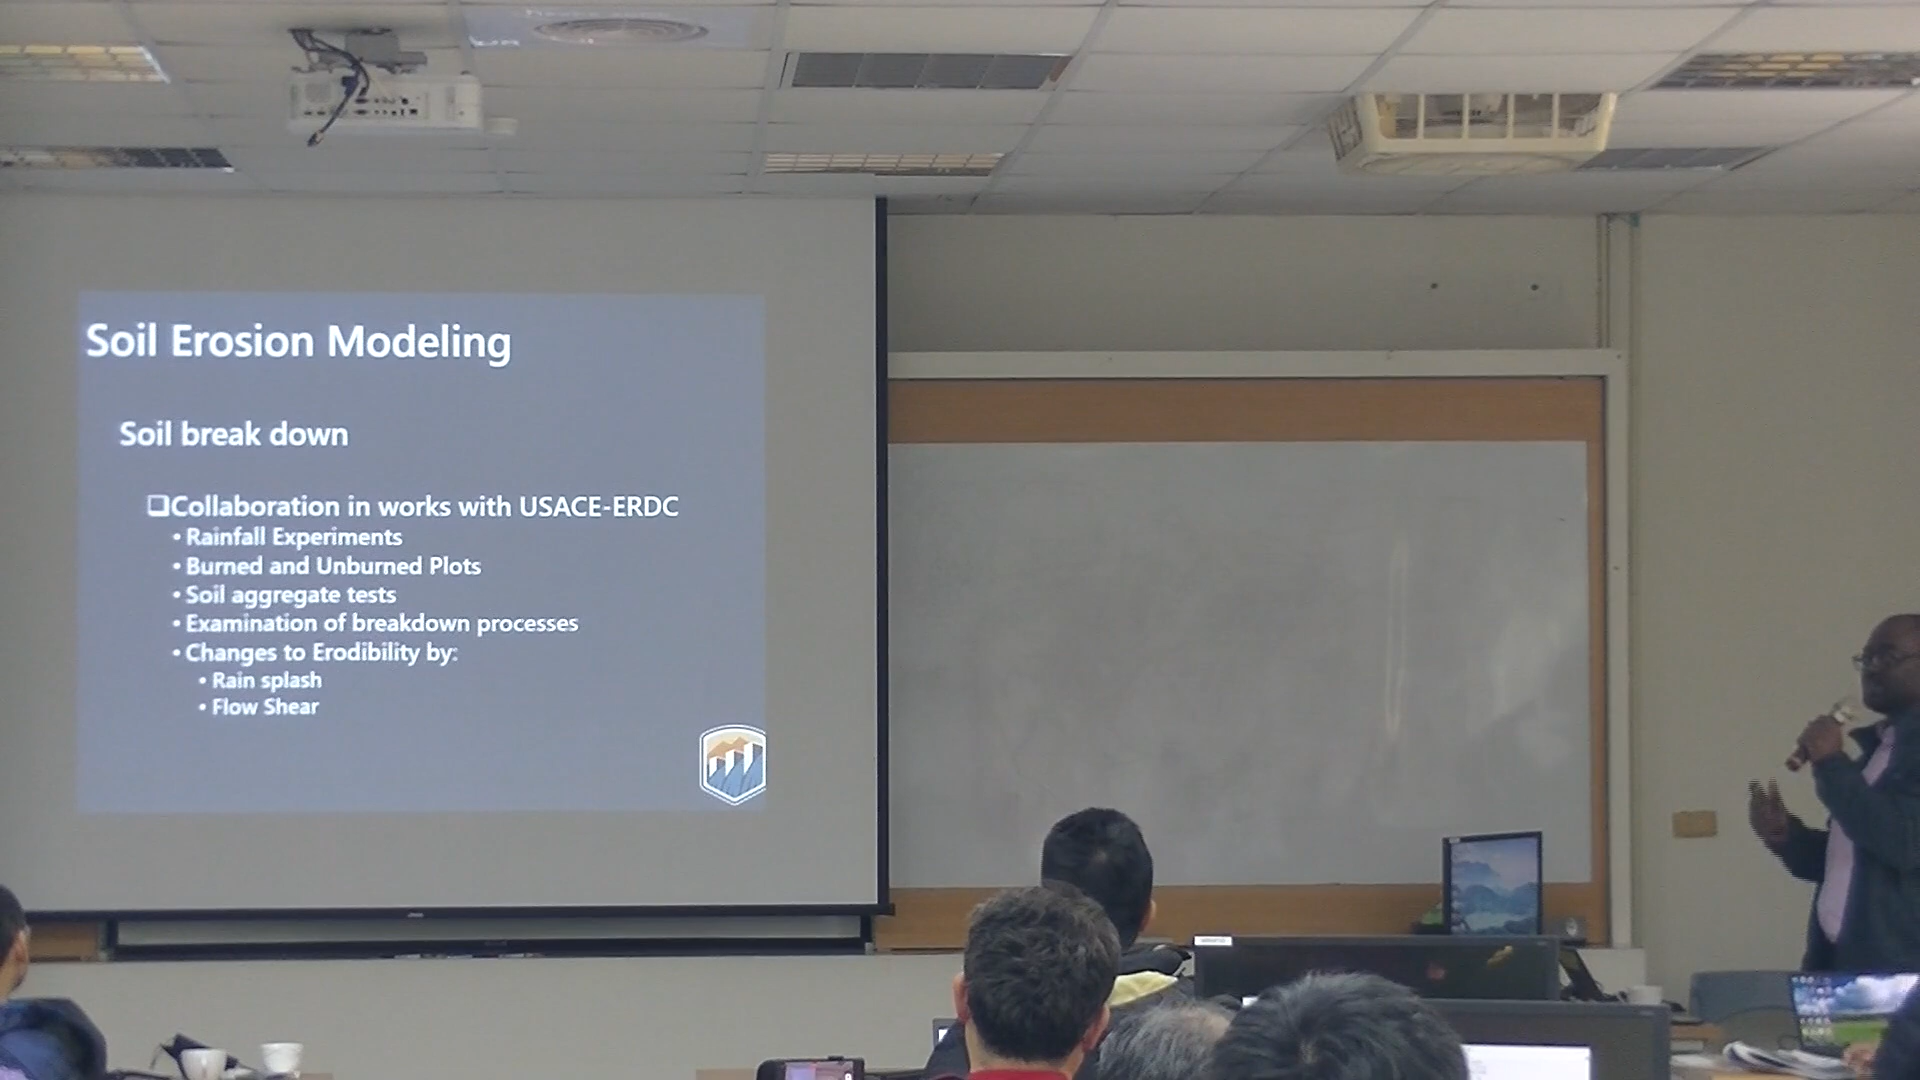 Soil Erosion Modeling
Soil break down
❑Collaboration in works with USACE-ERDC
• Rainfall Experiments
• Burned and Unburned Plots
• Soil aggregate tests
• Examination of breakdown processes
• Changes to Erodibility by:
• Rain splash
• Flow Shear